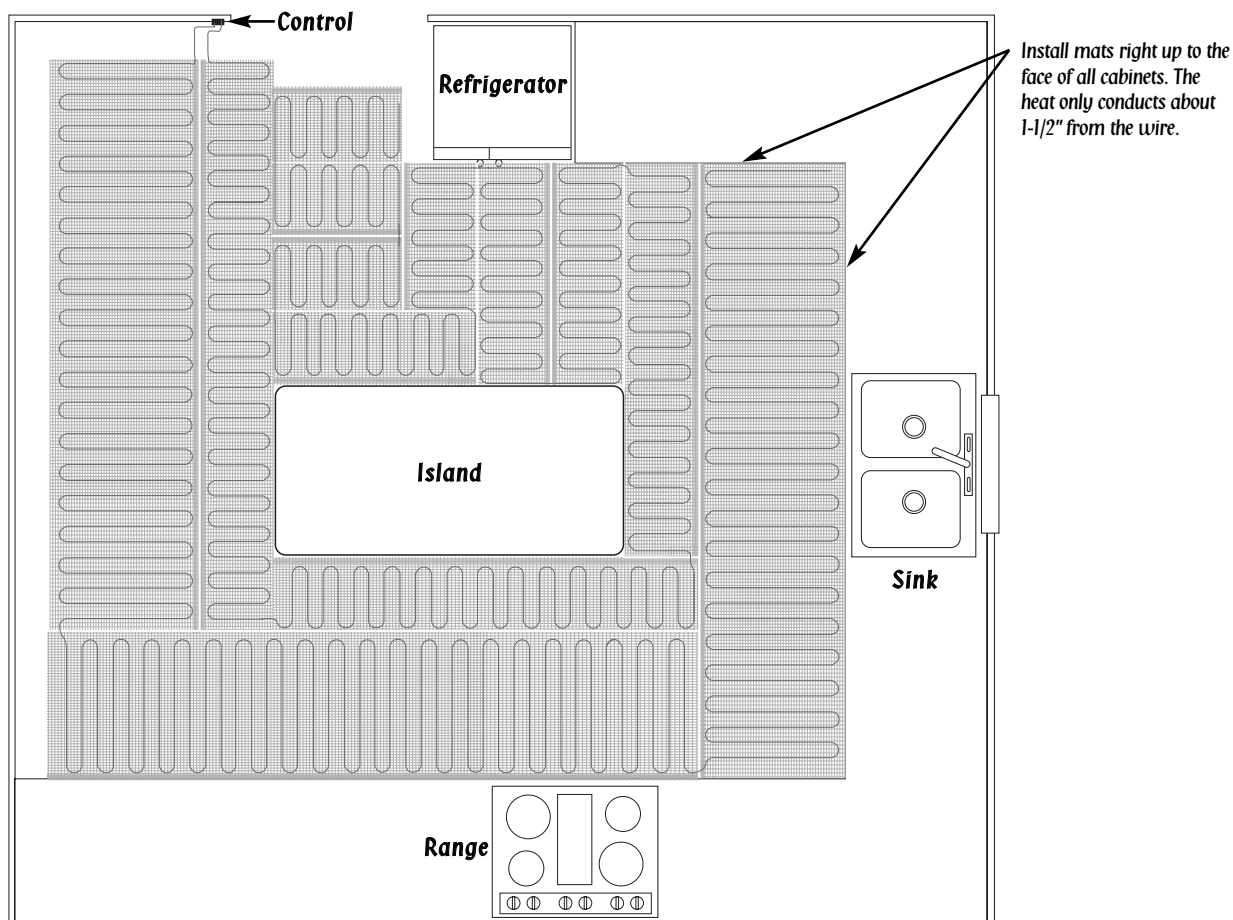 Control
Refrigerator
Install mats right up to the
face of all cabinets. The
heat only conducts about
1-1/2" from the wire.
Island
Sink
Range